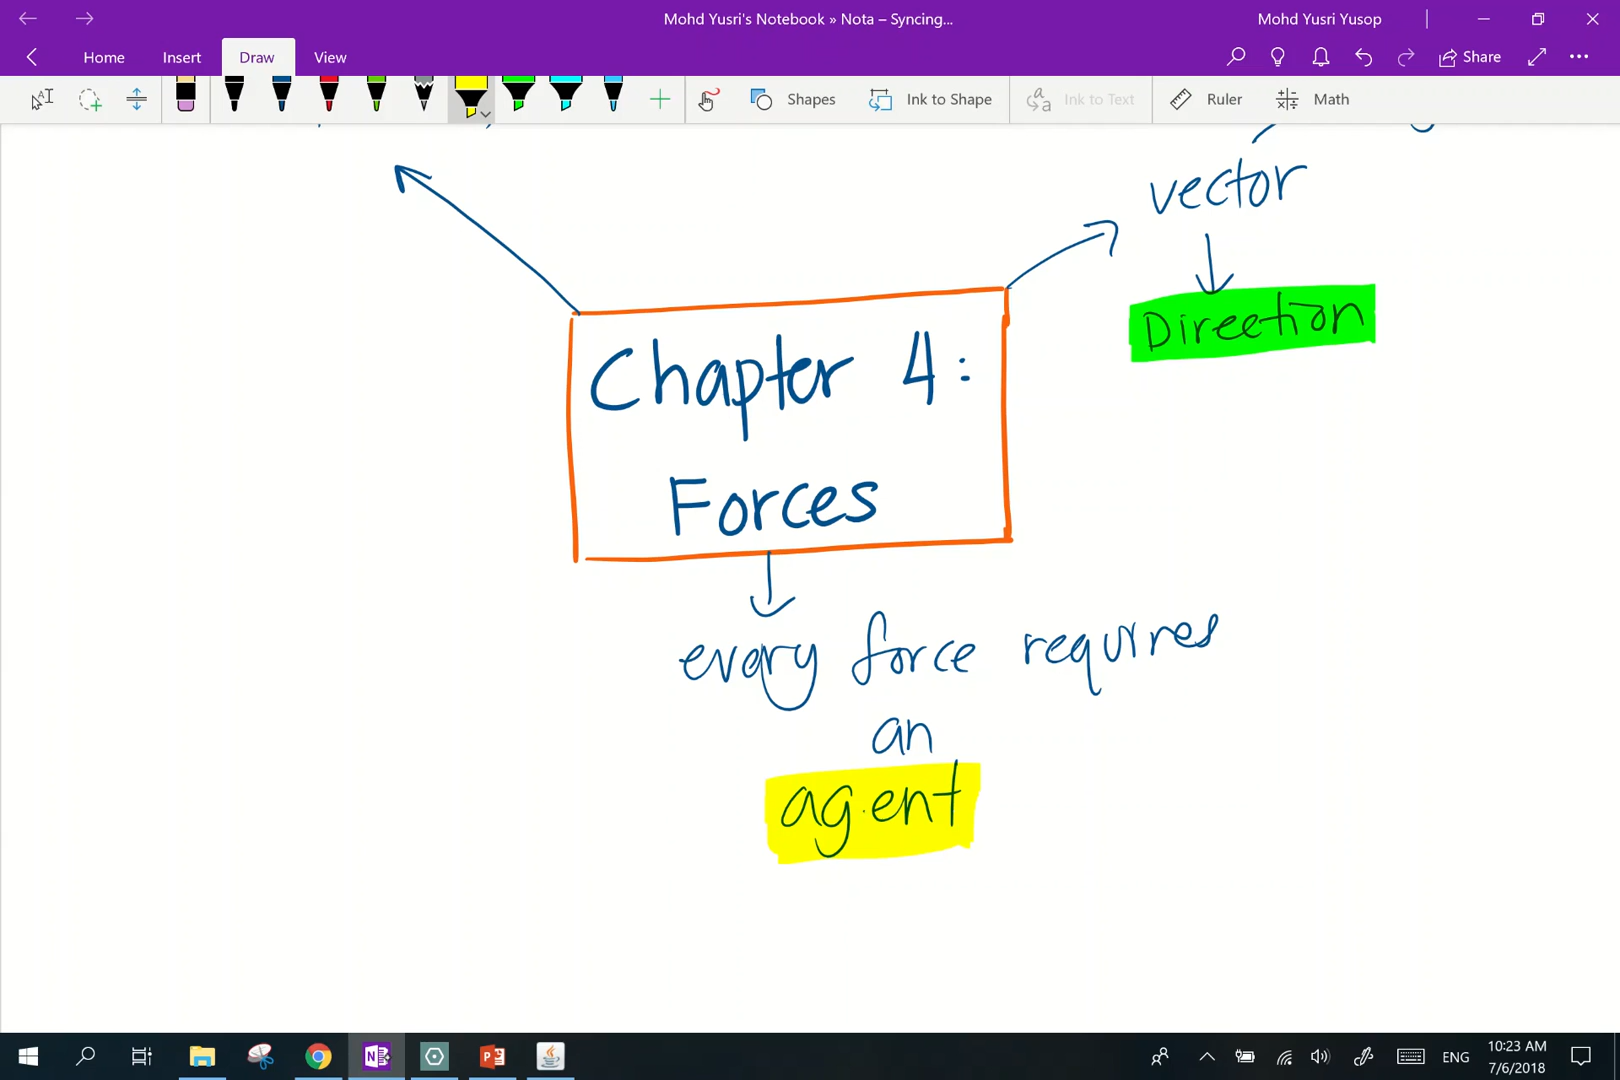 Mohd Yusri's Notebook » Nota – Syncing...
Mohd Yusri Yusop
Home Insert Draw View
Share
Shapes Ink to Shape Ink to Text Ruler Math
vector
Direction
Chapter 4:
Forces
every force requires
an
agent
ENG
10:23 AM
7/6/2018